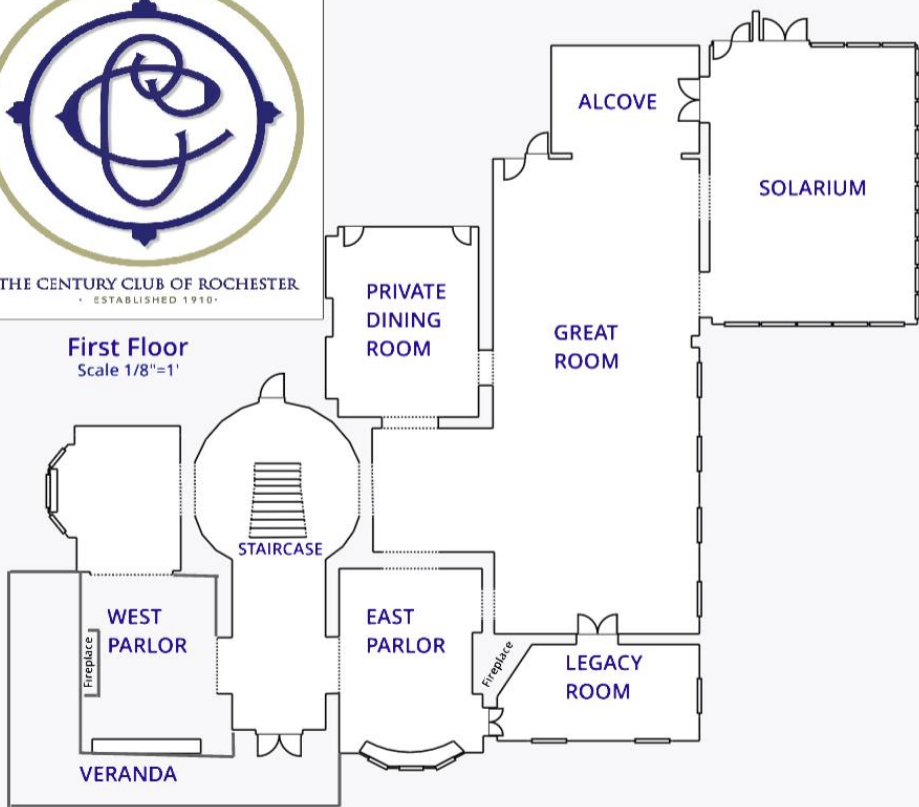 THE CENTURY CLUB OF ROCHESTER
· ESTABLISHED 1910·
First Floor
Scale 1/8"=1'
ALCOVE
SOLARIUM
PRIVATE
DINING
ROOM
GREAT
ROOM
STAIRCASE
WEST
PARLOR
Fireplace
EAST
PARLOR
Fireplace
LEGACY
ROOM
VERANDA